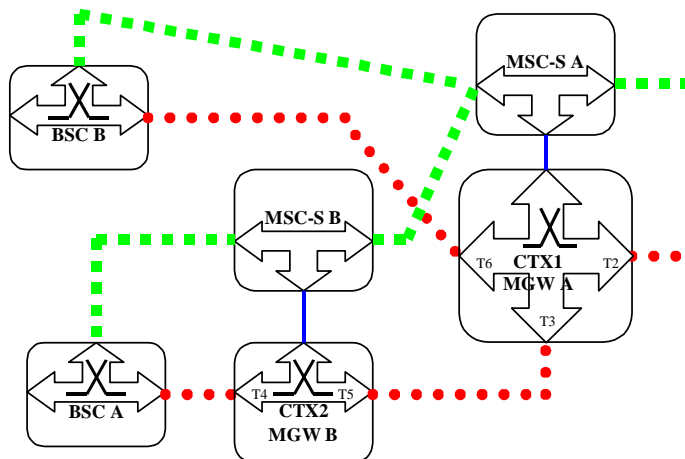 MSC-S A
BSC B
MSC-S B
T6
CTX1
T2
MGW A
T3
BSC A
T4
CTX2
T5
MGW B